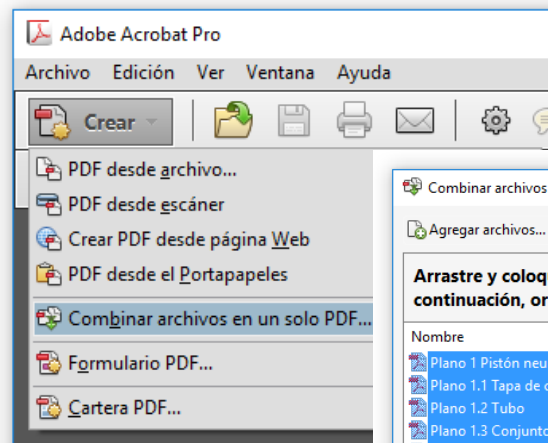 Adobe Acrobat Pro
Archivo Edición Ver Ventana Ayuda
Crear
PDF desde archivo...
PDF desde escáner
Crear PDF desde página Web
PDF desde el Portapapeles
Combinar archivos en un solo PDF...
Formulario PDF...
Cartera PDF...
Combinar archivos
Agregar archivos...
Arrastre y coloq
continuación, or
Nombre
Plano 1 Pistón neu
Plano 1.1 Tapa de c
Plano 1.2 Tubo
Plano 1.3 Conjunto